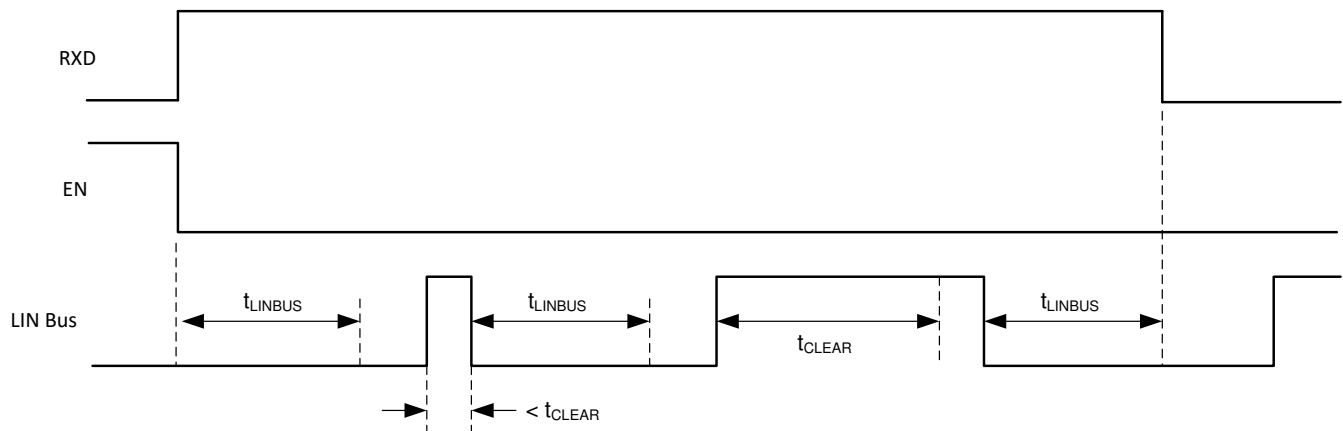 RXD
EN
LIN Bus
tLINBUS
tLINBUS
tCLEAR
tLINBUS
< tCLEAR